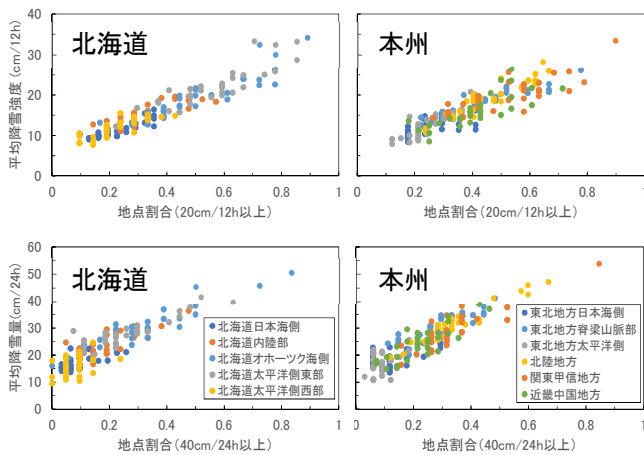 北海道
本州
平均降雪強度 (cm/12h)
40
30
20
10
0
0 0.2 0.4 0.6 0.8 1
地点割合(20cm/12h以上)
0 0.2 0.4 0.6 0.8 1
地点割合(20cm/12h以上)
北海道
本州
平均降雪量(cm/24h)
60
50
40
30
20
10
0
北海道日本海側
北海道内陸部
北海道オホーツク海側
北海道太平洋側東部
北海道太平洋側西部
東北地方日本海側
東北地方脊梁山脈部
東北地方太平洋側
北陸地方
関東甲信地方
近畿中国地方
0 0.2 0.4 0.6 0.8 1
地点割合(40cm/24h以上)
0 0.2 0.4 0.6 0.8 1
地点割合(40cm/24h以上)